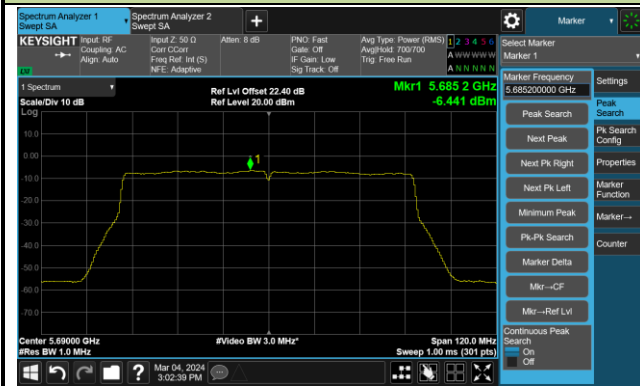 Spectrum Analyzer 1
Swept SA
Spectrum Analyzer 2
Swept SA
+
Marker
KEYSIGHT
Input: RF
Coupling: AC
Align: Auto
Input Z: 50 Ω
Corr CCorr
Freq Ref: Int (S)
NFE: Adaptive
Atten: 8 dB
PNO: Fast
Gate: Off
IF Gain: Low
Sig Track: Off
Avg Type: Power (RMS)
Avg|Hold: 700/700
Trig: Free Run
1 2 3 4 5 6
A W W W W W
A N N N N N
LXI
Select Marker
Marker 1
1 Spectrum
Scale/Div 10 dB
Ref Lvl Offset 22.40 dB
Ref Level 20.00 dBm
Mkr1 5.685 2 GHz
-6.441 dBm
Log
10.0
0.00
-10.0
-20.0
-30.0
-40.0
-50.0
-60.0
-70.0
1
Center 5.69000 GHz
#Res BW 1.0 MHz
#Video BW 3.0 MHz*
Span 120.0 MHz
Sweep 1.00 ms (301 pts)
Marker Frequency
5.685200000 GHz
Peak Search
Next Peak
Next Pk Right
Next Pk Left
Minimum Peak
Pk-Pk Search
Marker Delta
Mkr→CF
Mkr→Ref Lvl
Continuous Peak
Search
On
Off
Settings
Peak
Search
Pk Search
Config
Properties
Marker
Function
Marker→
Counter
?
Mar 04, 2024
3:02:39 PM